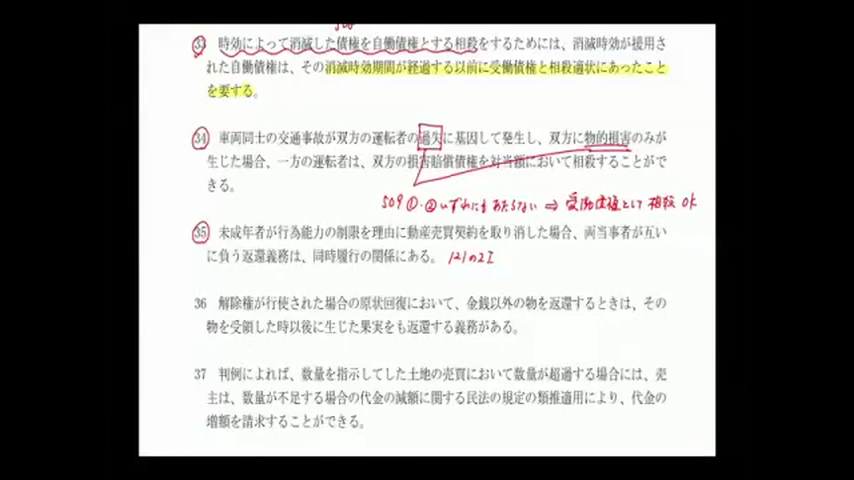 33 時効によって消滅した債権を自働債権とする相殺をするためには、消滅時効が援用さ
れた自働債権は、その消滅時効期間が経過する以前に受働債権と相殺適状にあったこと
を要する。
34 車両同士の交通事故が双方の運転者の過失に基因して発生し、双方に物的損害のみが
生じた場合、一方の運転者は、双方の損害賠償債権を対当額において相殺することがで
きる。
509①・②いずれにもあたらない ⇒ 受働債権として相殺OK
35 未成年者が行為能力の制限を理由に動産売買契約を取り消した場合、両当事者が互い
に負う返還義務は、同時履行の関係にある。 121の2Ⅰ
36 解除権が行使された場合の原状回復において、金銭以外の物を返還するときは、その
物を受領した時以後に生じた果実をも返還する義務がある。
37 判例によれば、数量を指示してした土地の売買において数量が超過する場合には、売
主は、数量が不足する場合の代金の減額に関する民法の規定の類推適用により、代金の
増額を請求することができる。